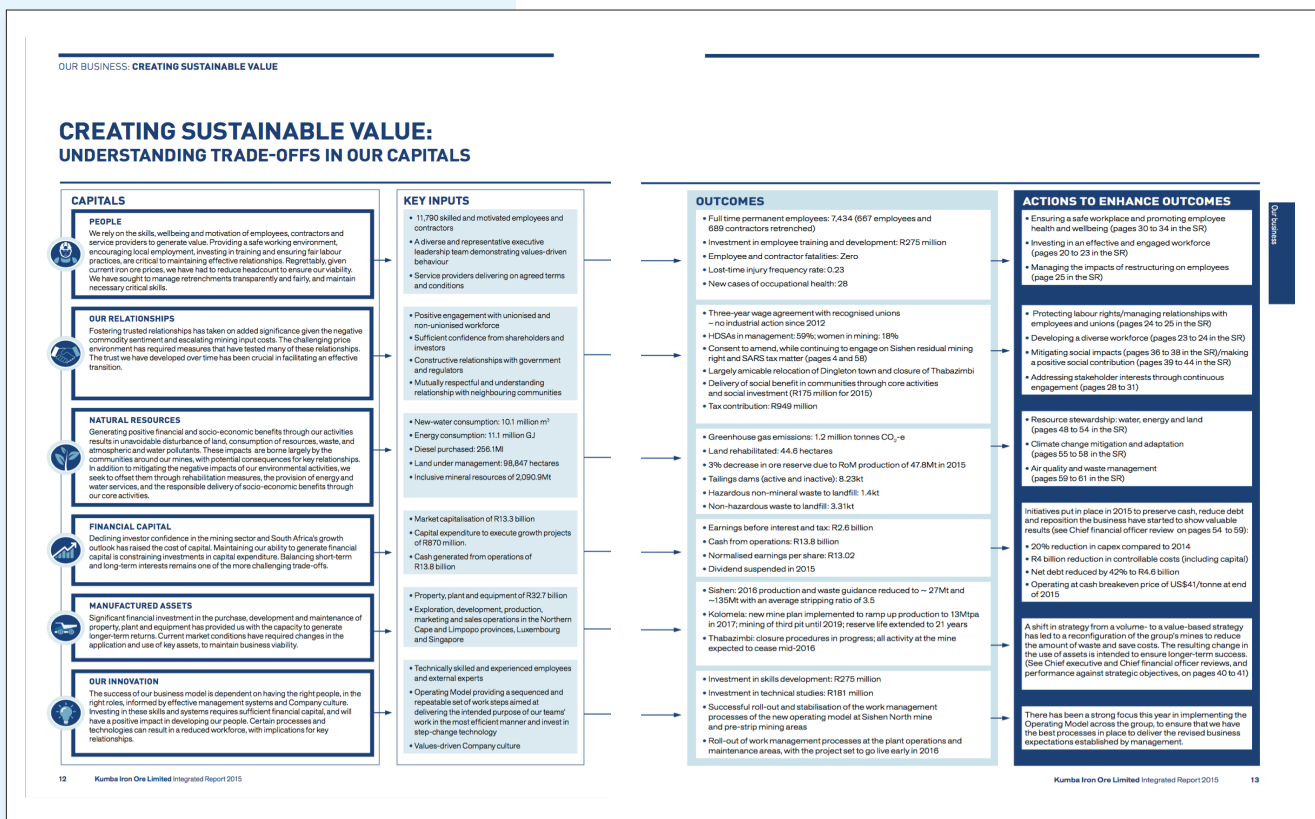 OUR BUSINESS: CREATING SUSTAINABLE VALUE
CREATING SUSTAINABLE VALUE:
UNDERSTANDING TRADE-OFFS IN OUR CAPITALS
CAPITALS
PEOPLE
We rely on the skills, wellbeing and motivation of employees, contractors and
service providers to generate value. Providing a safe working environment,
encouraging local employment, investing in training and ensuring fair labour
practices, are critical to maintaining effective relationships. Regrettably, given
current iron ore prices, we have had to reduce headcount to ensure our viability.
We have sought to manage retrenchments transparently and fairly, and maintain
necessary critical skills.
OUR RELATIONSHIPS
Fostering trusted relationships has taken on added significance given the negative
commodity sentiment and escalating mining input costs. The challenging price
environment has required measures that have tested many of these relationships.
The trust we have developed over time has been crucial in facilitating an effective
transition.
NATURAL RESOURCES
Generating positive financial and socio-economic benefits through our activities
results in unavoidable disturbance of land, consumption of resources, waste, and
atmospheric and water pollutants. These impacts are borne largely by the
communities around our mines, with potential consequences for key relationships.
In addition to mitigating the negative impacts of our environmental activities, we
seek to offset them through rehabilitation measures, the provision of energy and
water services, and the responsible delivery of socio-economic benefits through
our core activities.
FINANCIAL CAPITAL
Declining investor confidence in the mining sector and South Africa's growth
outlook has raised the cost of capital. Maintaining our ability to generate financial
capital is constraining investments in capital expenditure. Balancing short-term
and long-term interests remains one of the more challenging trade-offs.
MANUFACTURED ASSETS
Significant financial investment in the purchase, development and maintenance of
property, plant and equipment has provided us with the capacity to generate
longer-term returns. Current market conditions have required changes in the
application and use of key assets, to maintain business viability.
OUR INNOVATION
The success of our business model is dependent on having the right people, in the
right roles, informed by effective management systems and Company culture.
Investing in these skills and systems requires sufficient financial capital, and will
have a positive impact in developing our people. Certain processes and
technologies can result in a reduced workforce, with implications for key
relationships.
KEY INPUTS
• 11,790 skilled and motivated employees and
contractors
• A diverse and representative executive
leadership team demonstrating values-driven
behaviour
• Service providers delivering on agreed terms
and conditions
• Positive engagement with unionised and
non-unionised workforce
• Sufficient confidence from shareholders and
investors
• Constructive relationships with government
and regulators
• Mutually respectful and understanding
relationship with neighbouring communities
• New-water consumption: 10.1 million m³
• Energy consumption: 11.1 million GJ
• Diesel purchased: 256.1Ml
• Land under management: 98,847 hectares
• Inclusive mineral resources of 2,090.9Mt
• Market capitalisation of R13.3 billion
• Capital expenditure to execute growth projects
of R870 million.
• Cash generated from operations of
R13.8 billion
• Property, plant and equipment of R32.7 billion
• Exploration, development, production,
marketing and sales operations in the Northern
Cape and Limpopo provinces, Luxembourg
and Singapore
• Technically skilled and experienced employees
and external experts
• Operating Model providing a sequenced and
repeatable set of work steps aimed at
delivering the intended purpose of our teams'
work in the most efficient manner and invest in
step-change technology
• Values-driven Company culture
OUTCOMES
• Full time permanent employees: 7,434 (667 employees and
689 contractors retrenched)
• Investment in employee training and development: R275 million
• Employee and contractor fatalities: Zero
• Lost-time injury frequency rate: 0.23
• New cases of occupational health: 28
• Three-year wage agreement with recognised unions
– no industrial action since 2012
• HDSAs in management: 59%; women in mining: 18%
• Consent to amend, while continuing to engage on Sishen residual mining
right and SARS tax matter (pages 4 and 58)
• Largely amicable relocation of Dingleton town and closure of Thabazimbi
• Delivery of social benefit in communities through core activities
and social investment (R175 million for 2015)
• Tax contribution: R949 million
• Greenhouse gas emissions: 1.2 million tonnes CO₂-e
• Land rehabilitated: 44.6 hectares
• 3% decrease in ore reserve due to RoM production of 47.8Mt in 2015
• Tailings dams (active and inactive): 8.23kt
• Hazardous non-mineral waste to landfill: 1.4kt
• Non-hazardous waste to landfill: 3.31kt
• Earnings before interest and tax: R2.6 billion
• Cash from operations: R13.8 billion
• Normalised earnings per share: R13.02
• Dividend suspended in 2015
• Sishen: 2016 production and waste guidance reduced to ~ 27Mt and
~135Mt with an average stripping ratio of 3.5
• Kolomela: new mine plan implemented to ramp up production to 13Mtpa
in 2017; mining of third pit until 2019; reserve life extended to 21 years
• Thabazimbi: closure procedures in progress; all activity at the mine
expected to cease mid-2016
• Investment in skills development: R275 million
• Investment in technical studies: R181 million
• Successful roll-out and stabilisation of the work management
processes of the new operating model at Sishen North mine
and pre-strip mining areas
• Roll-out of work management processes at the plant operations and
maintenance areas, with the project set to go live early in 2016
ACTIONS TO ENHANCE OUTCOMES
• Ensuring a safe workplace and promoting employee
health and wellbeing (pages 30 to 34 in the SR)
• Investing in an effective and engaged workforce
(pages 20 to 23 in the SR)
• Managing the impacts of restructuring on employees
(page 25 in the SR)
• Protecting labour rights/managing relationships with
employees and unions (pages 24 to 25 in the SR)
• Developing a diverse workforce (pages 23 to 24 in the SR)
• Mitigating social impacts (pages 36 to 38 in the SR)/making
a positive social contribution (pages 39 to 44 in the SR)
• Addressing stakeholder interests through continuous
engagement (pages 28 to 31)
• Resource stewardship: water, energy and land
(pages 48 to 54 in the SR)
• Climate change mitigation and adaptation
(pages 55 to 58 in the SR)
• Air quality and waste management
(pages 59 to 61 in the SR)
Initiatives put in place in 2015 to preserve cash, reduce debt
and reposition the business have started to show valuable
results (see Chief financial officer review on pages 54 to 59):
• 20% reduction in capex compared to 2014
• R4 billion reduction in controllable costs (including capital)
• Net debt reduced by 42% to R4.6 billion
• Operating at cash breakeven price of US$41/tonne at end
of 2015
A shift in strategy from a volume- to a value-based strategy
has led to a reconfiguration of the group's mines to reduce
the amount of waste and save costs. The resulting change in
the use of assets is intended to ensure longer-term success.
(See Chief executive and Chief financial officer reviews, and
performance against strategic objectives, on pages 40 to 41)
There has been a strong focus this year in implementing the
Operating Model across the group, to ensure that we have
the best processes in place to deliver the revised business
expectations established by management.
Our business
12 Kumba Iron Ore Limited Integrated Report 2015
Kumba Iron Ore Limited Integrated Report 2015 13